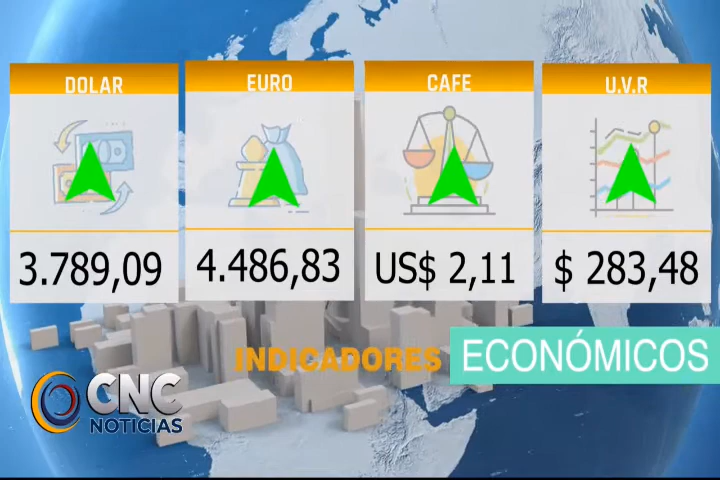 DOLAR
EURO
CAFE
U.V.R
3.789,09
4.486,83
US$ 2,11
$ 283,48
INDICADORES ECONÓMICOS
CNC
NOTICIAS